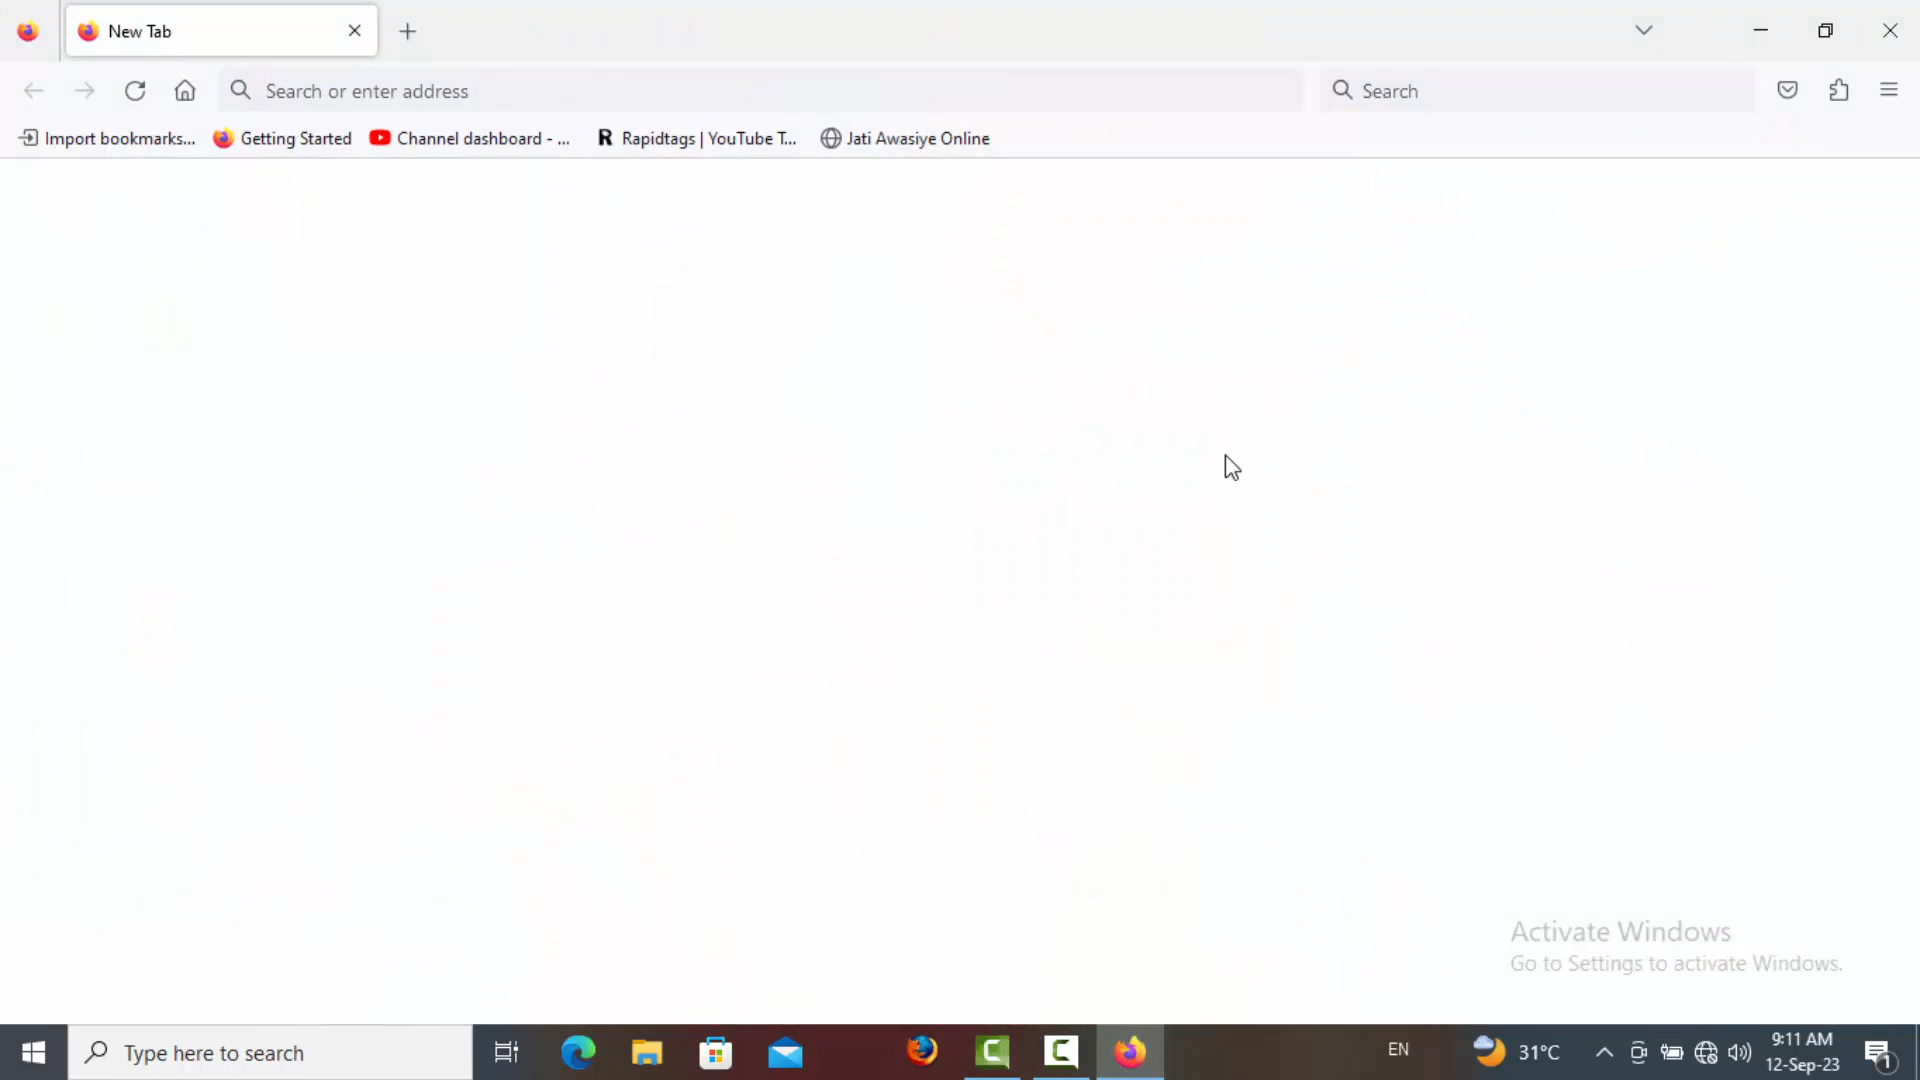 New Tab
Search or enter address
Search
Import bookmarks...
Getting Started
Channel dashboard - ...
R
Rapidtags | YouTube T...
Jati Awasiye Online
Activate Windows
Go to Settings to activate Windows.
Type here to search
EN
31°C
9:11 AM
12-Sep-23
1